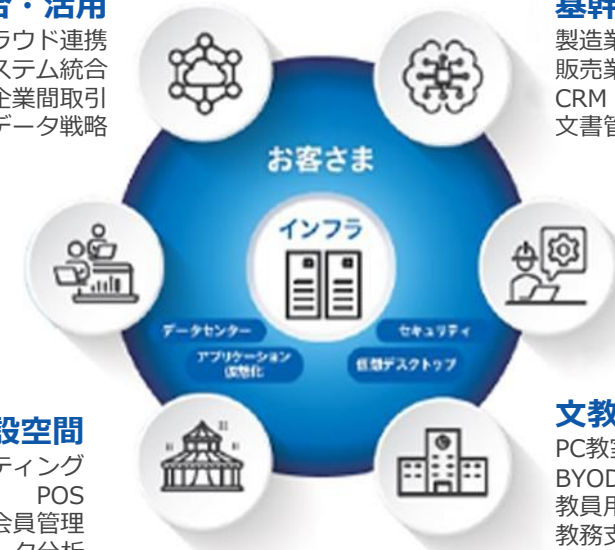 合・活用
ラウド連携
ステム統合
企業間取引
データ戦略
基幹
製造業
販売業
CRM
文書管
お客さま
インフラ
データセンター
セキュリティ
アプリケーション
仮想化
仮想デスクトップ
設空間
ティング
POS
会員管理
タ分析
文教
PC教室
BYOD
教員用
教務支